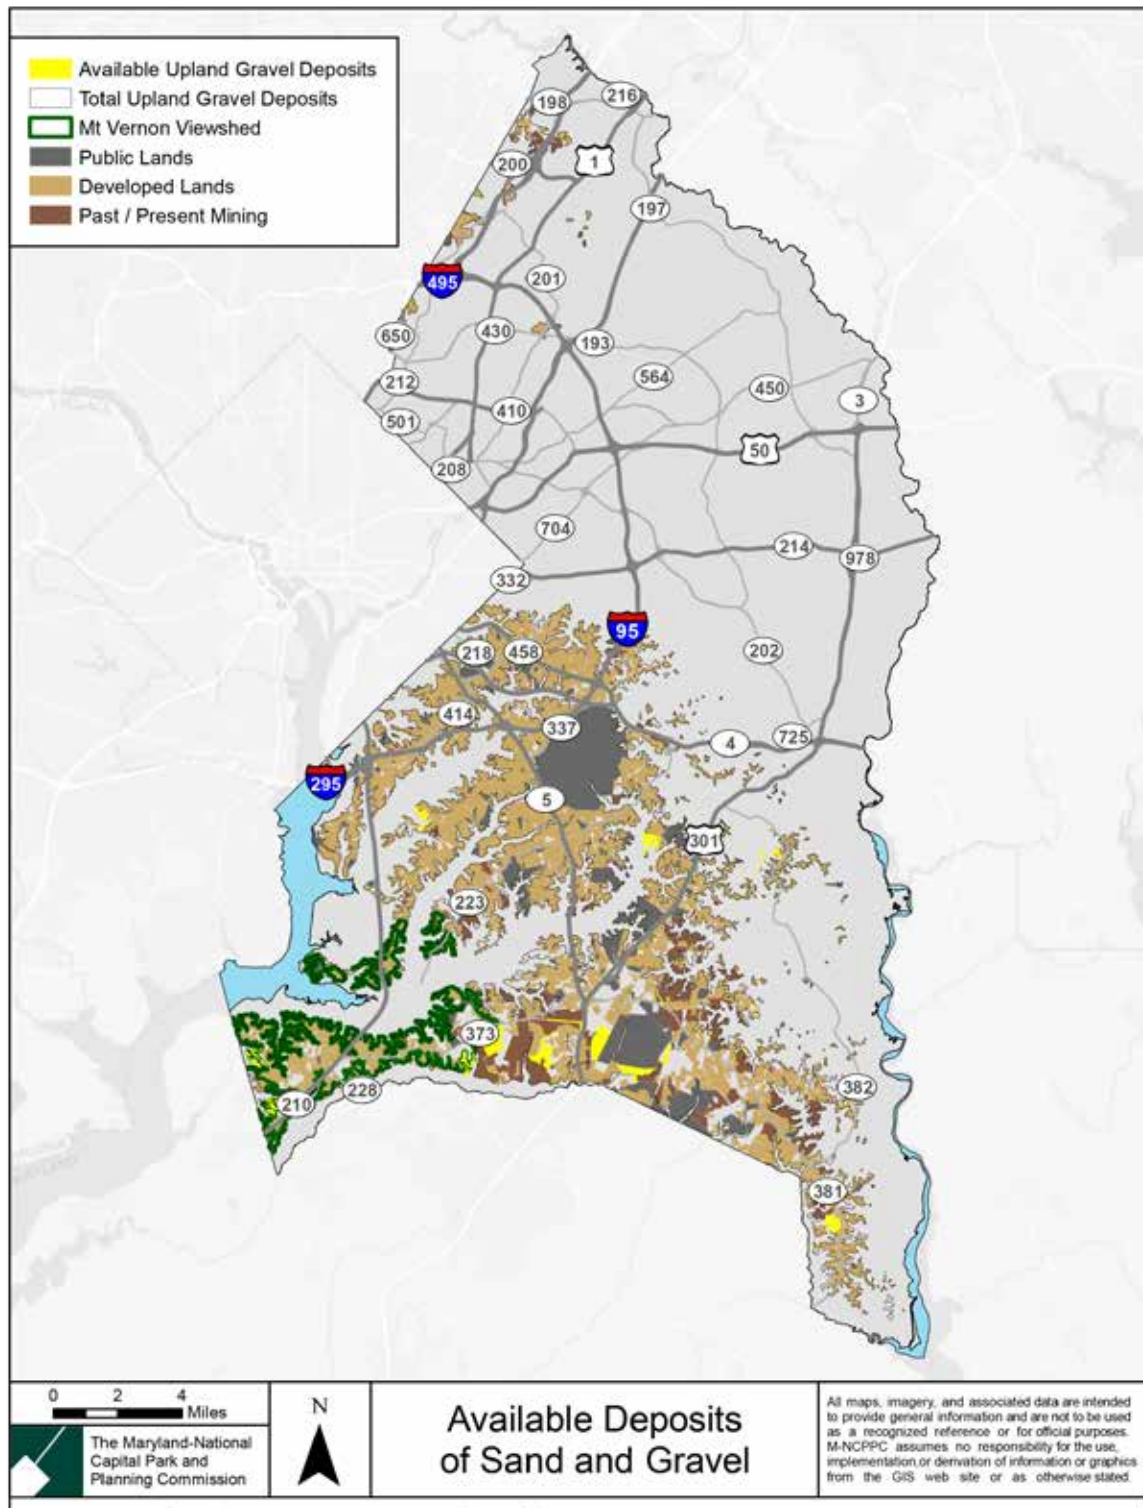 Available Upland Gravel Deposits
Total Upland Gravel Deposits
Mt Vernon Viewshed
Public Lands
Developed Lands
Past / Present Mining
198
216
200
1
197
495
201
650
430
193
212
564
450
3
501
410
50
208
704
214
978
332
95
218
458
202
414
337
4
725
295
5
301
223
373
382
210
228
381
0 2 4
Miles
The Maryland-National
Capital Park and
Planning Commission
N
Available Deposits
of Sand and Gravel
All maps, imagery, and associated data are intended
to provide general information and are not to be used
as a recognized reference or for official purposes.
M-NCPPC assumes no responsibility for the use,
implementation,or derivation of information or graphics
from the GIS web site or as otherwise stated.